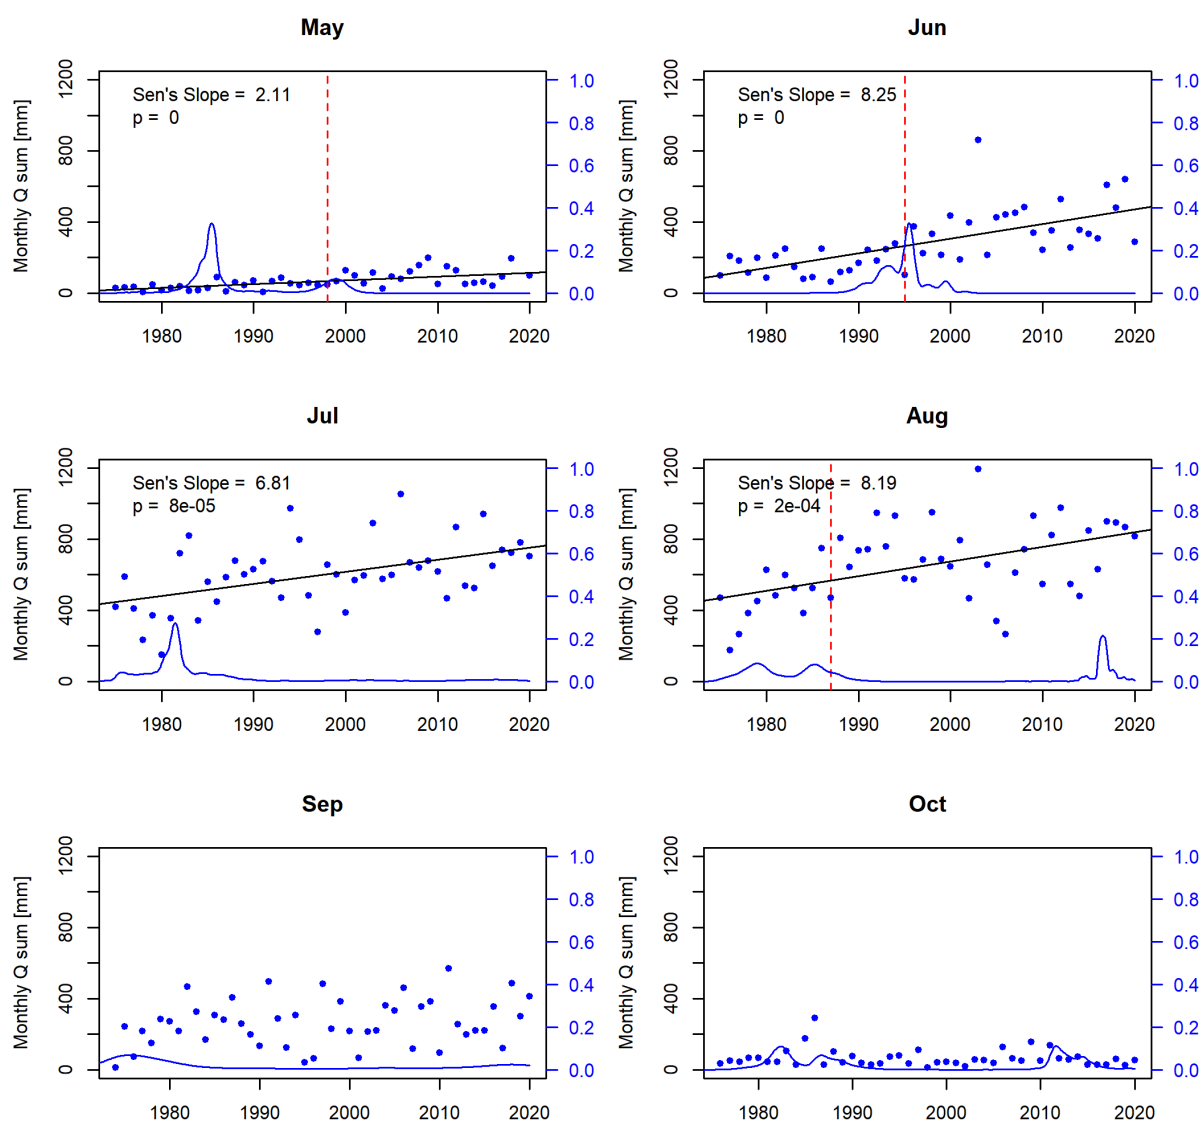 May
Sen's Slope = 2.11
p = 0
Monthly Q sum [mm]
0 400 800 1200
0.0 0.2 0.4 0.6 0.8 1.0
1980 1990 2000 2010 2020
Jun
Sen's Slope = 8.25
p = 0
Monthly Q sum [mm]
0 400 800 1200
0.0 0.2 0.4 0.6 0.8 1.0
1980 1990 2000 2010 2020
Jul
Sen's Slope = 6.81
p = 8e-05
Monthly Q sum [mm]
0 400 800 1200
0.0 0.2 0.4 0.6 0.8 1.0
1980 1990 2000 2010 2020
Aug
Sen's Slope = 8.19
p = 2e-04
Monthly Q sum [mm]
0 400 800 1200
0.0 0.2 0.4 0.6 0.8 1.0
1980 1990 2000 2010 2020
Sep
Monthly Q sum [mm]
0 400 800 1200
0.0 0.2 0.4 0.6 0.8 1.0
1980 1990 2000 2010 2020
Oct
Monthly Q sum [mm]
0 400 800 1200
0.0 0.2 0.4 0.6 0.8 1.0
1980 1990 2000 2010 2020